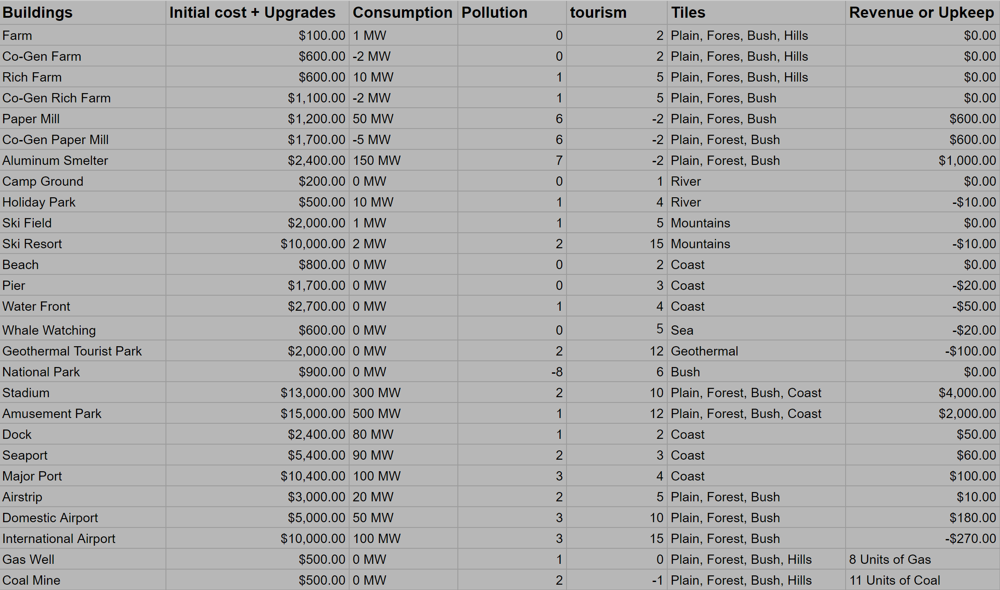 Buildings Initial cost + Upgrades Consumption Pollution tourism Tiles Revenue or Upkeep
Farm $100.00 1 MW 0 2 Plain, Fores, Bush, Hills $0.00
Co-Gen Farm $600.00 -2 MW 0 2 Plain, Fores, Bush, Hills $0.00
Rich Farm $600.00 10 MW 1 5 Plain, Fores, Bush, Hills $0.00
Co-Gen Rich Farm $1,100.00 -2 MW 1 5 Plain, Fores, Bush $0.00
Paper Mill $1,200.00 50 MW 6 -2 Plain, Fores, Bush $600.00
Co-Gen Paper Mill $1,700.00 -5 MW 6 -2 Plain, Forest, Bush $600.00
Aluminum Smelter $2,400.00 150 MW 7 -2 Plain, Forest, Bush $1,000.00
Camp Ground $200.00 0 MW 0 1 River $0.00
Holiday Park $500.00 10 MW 1 4 River -$10.00
Ski Field $2,000.00 1 MW 1 5 Mountains $0.00
Ski Resort $10,000.00 2 MW 2 15 Mountains -$10.00
Beach $800.00 0 MW 0 2 Coast $0.00
Pier $1,700.00 0 MW 0 3 Coast -$20.00
Water Front $2,700.00 0 MW 1 4 Coast -$50.00
Whale Watching $600.00 0 MW 0 5 Sea -$20.00
Geothermal Tourist Park $2,000.00 0 MW 2 12 Geothermal -$100.00
National Park $900.00 0 MW -8 6 Bush $0.00
Stadium $13,000.00 300 MW 2 10 Plain, Forest, Bush, Coast $4,000.00
Amusement Park $15,000.00 500 MW 1 12 Plain, Forest, Bush, Coast $2,000.00
Dock $2,400.00 80 MW 1 2 Coast $50.00
Seaport $5,400.00 90 MW 2 3 Coast $60.00
Major Port $10,400.00 100 MW 3 4 Coast $100.00
Airstrip $3,000.00 20 MW 2 5 Plain, Forest, Bush $10.00
Domestic Airport $5,000.00 50 MW 3 10 Plain, Forest, Bush $180.00
International Airport $10,000.00 100 MW 3 15 Plain, Forest, Bush -$270.00
Gas Well $500.00 0 MW 1 0 Plain, Forest, Bush, Hills 8 Units of Gas
Coal Mine $500.00 0 MW 2 -1 Plain, Forest, Bush, Hills 11 Units of Coal